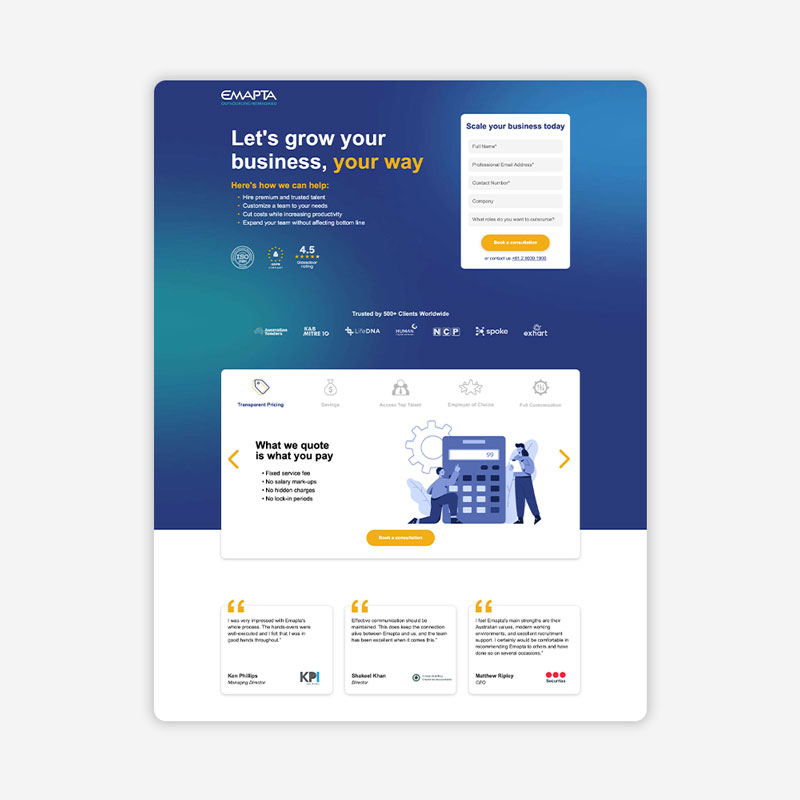 EMAPTA
Let's grow your
business, your way
Here's how we can help:
• Hire premium and trusted talent
• Customize a team to your needs
• Cut costs while increasing productivity
• Expand your team without affecting bottom line
ISO
4.5
Glassdoor
rating
Scale your business today
Full Name*
Professional Email Address*
Contact Number*
Company
What roles do you want to outsource?
Book a consultation
or contact us
Trusted by 500+ Clients Worldwide
Australian
KAS
MITRE 10
LifeDNA
HUMAN
NCP
spoke
exhart
Transparent Pricing
Savings
Access Top Talent
Employer of Choice
Full Customization
What we quote
is what you pay
• Fixed service fee
• No salary mark-ups
• No hidden charges
• No lock-in periods
99
Book a consultation
I was very impressed with Emapta's
whole process. The hands-overs were
well-executed and I felt that I was in
good hands throughout."
Ken Phillips
Managing Director
KPI
Effective communication should be
maintained. This does keep the connection
alive between Emapta and us, and the team
has been excellent when it comes this."
Shakeel Khan
Director
I feel Emapta's main strengths are their
Australian values, modern working
environments, and excellent recruitment
support. I certainly would be comfortable in
recommending Emapta to others and have
done so on several occasions."
Matthew Ripley
CFO
Securitas